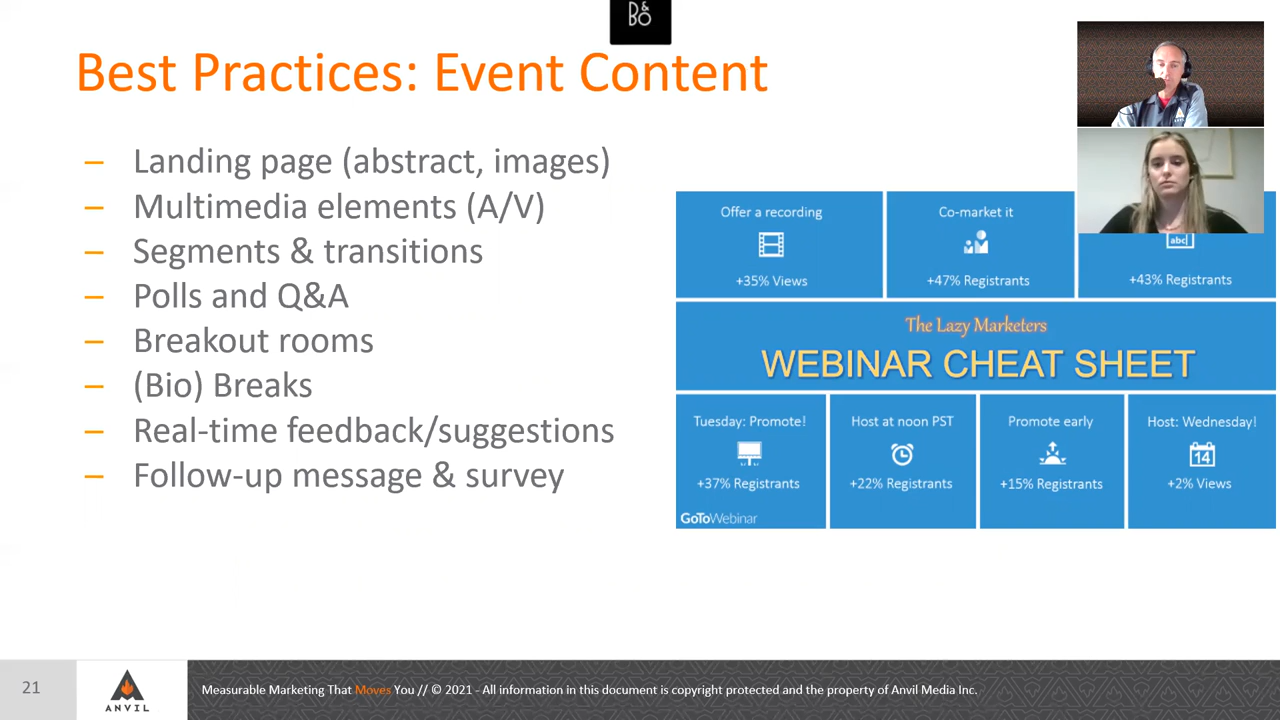 D&
BO
Best Practices: Event Content
– Landing page (abstract, images)
– Multimedia elements (A/V)
– Segments & transitions
– Polls and Q&A
– Breakout rooms
– (Bio) Breaks
– Real-time feedback/suggestions
– Follow-up message & survey
ANVIL
Offer a recording
+35% Views
Co-market it
+47% Registrants
abc
+43% Registrants
The Lazy Marketers
WEBINAR CHEAT SHEET
Tuesday: Promote!
+37% Registrants
Host at noon PST
+22% Registrants
Promote early
+15% Registrants
Host: Wednesday!
14
+2% Views
GoToWebinar
21
ANVIL
Measurable Marketing That Moves You // © 2021 - All information in this document is copyright protected and the property of Anvil Media Inc.